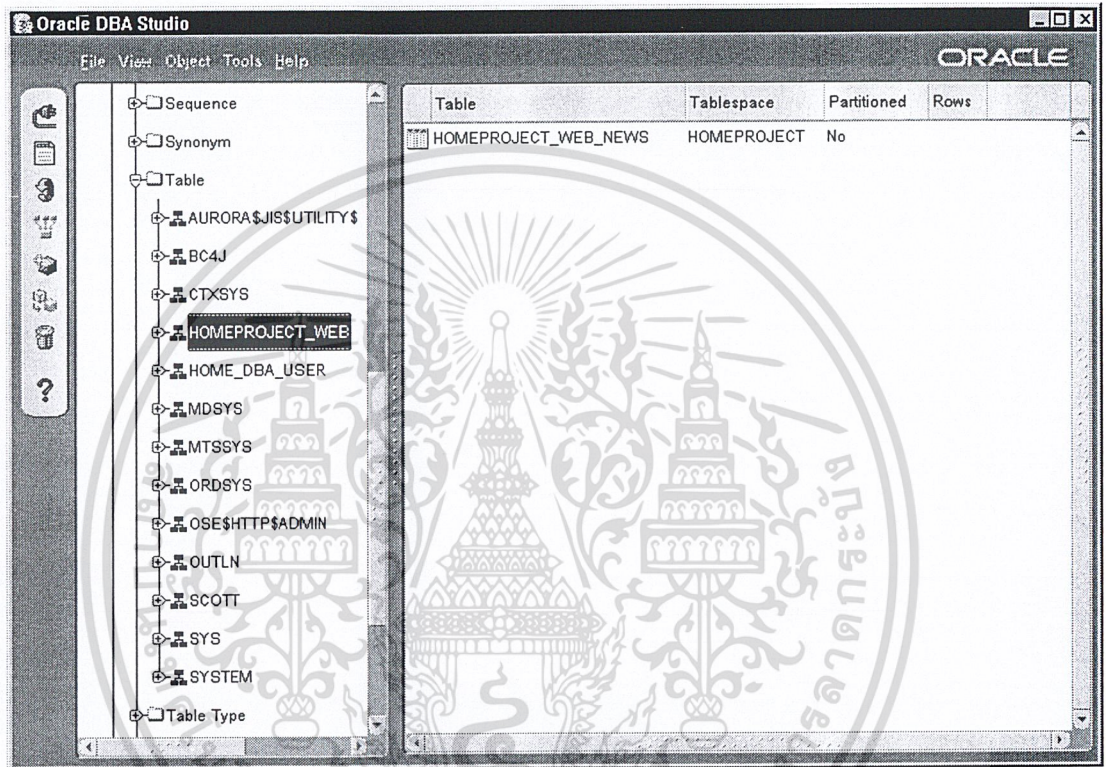 Oracle DBA Studio
File View Object Tools Help
ORACLE
Sequence
Synonym
Table
AURORA$JIS$UTILITY$
BC4J
CTXSYS
HOMEPROJECT_WEB
HOME_DBA_USER
MDSYS
MTSSYS
ORDSYS
OSE$HTTP$ADMIN
OUTLN
SCOTT
SYS
SYSTEM
Table Type
Table Tablespace Partitioned Rows
HOMEPROJECT_WEB_NEWS HOMEPROJECT No